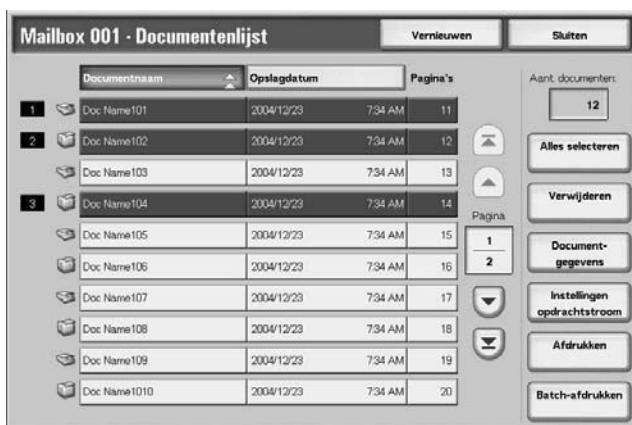 Mailbox 001 - Documentenlijst Vernieuwen Sluiten
Documentnaam Opslagdatum Pagina's Aant. documenten:
1 Doc Name101 2004/12/23 7:34 AM 11 12
2 Doc Name102 2004/12/23 7:34 AM 12
Alles selecteren
Doc Name103 2004/12/23 7:34 AM 13
3 Doc Name104 2004/12/23 7:34 AM 14
Verwijderen
Pagina
Doc Name105 2004/12/23 7:34 AM 15
1
2
Document-
gegevens
Doc Name106 2004/12/23 7:34 AM 16
Doc Name107 2004/12/23 7:34 AM 17
Instellingen
opdrachtstroom
Doc Name108 2004/12/23 7:34 AM 18
Afdrukken
Doc Name109 2004/12/23 7:34 AM 19
Doc Name1010 2004/12/23 7:34 AM 20
Batch-afdrukken